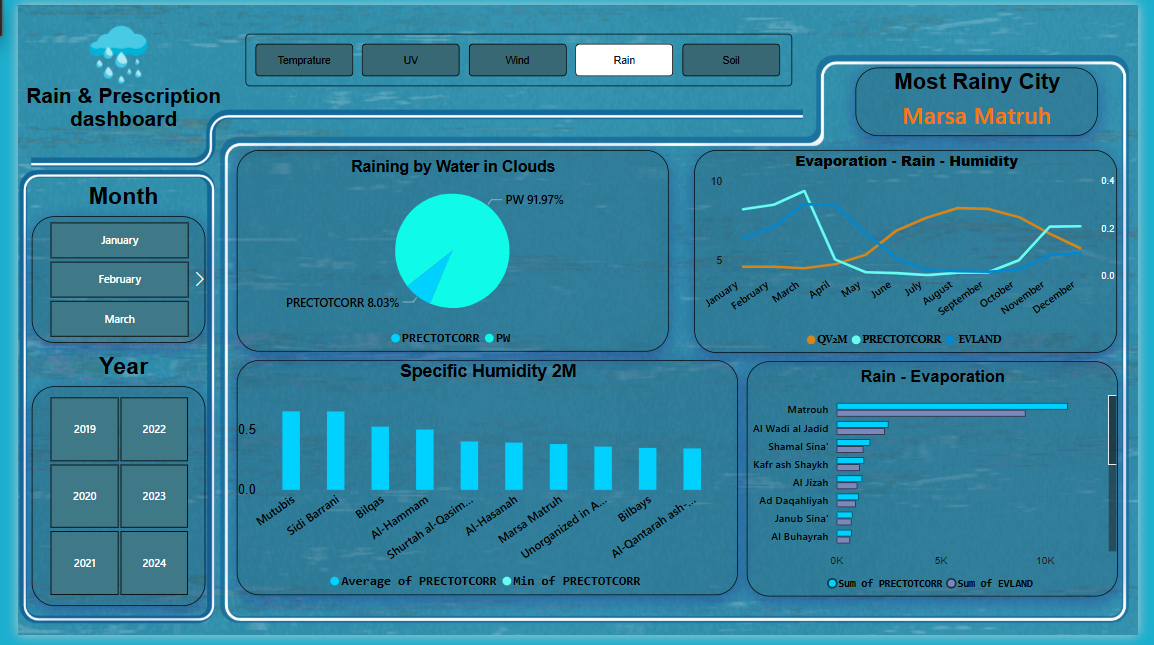 Temprature
UV
Wind
Rain
Soil
Rain & Prescription
dashboard
Most Rainy City
Marsa Matruh
Month
January
February
March
Year
2019
2022
2020
2023
2021
2024
Raining by Water in Clouds
PW 91.97%
PRECTOTCORR 8.03%
PRECTOTCORR PW
Evaporation - Rain - Humidity
10
5
0.4
0.2
0.0
January
February
March
April
May
June
July
August
September
October
November
December
QV2M PRECTOTCORR EVLAND
Specific Humidity 2M
0.5
0.0
Mutubis
Sidi Barrani
Bilqas
Al-Hammam
Shurtah al-Qasim...
Al-Hasanah
Marsa Matruh
Unorganized in A...
Bilbays
Al-Qantarah ash-...
Average of PRECTOTCORR Min of PRECTOTCORR
Rain - Evaporation
Matrouh
Al Wadi al Jadid
Shamal Sina'
Kafr ash Shaykh
Al Jizah
Ad Daqahliyah
Janub Sina'
Al Buhayrah
0K
5K
10K
Sum of PRECTOTCORR Sum of EVLAND